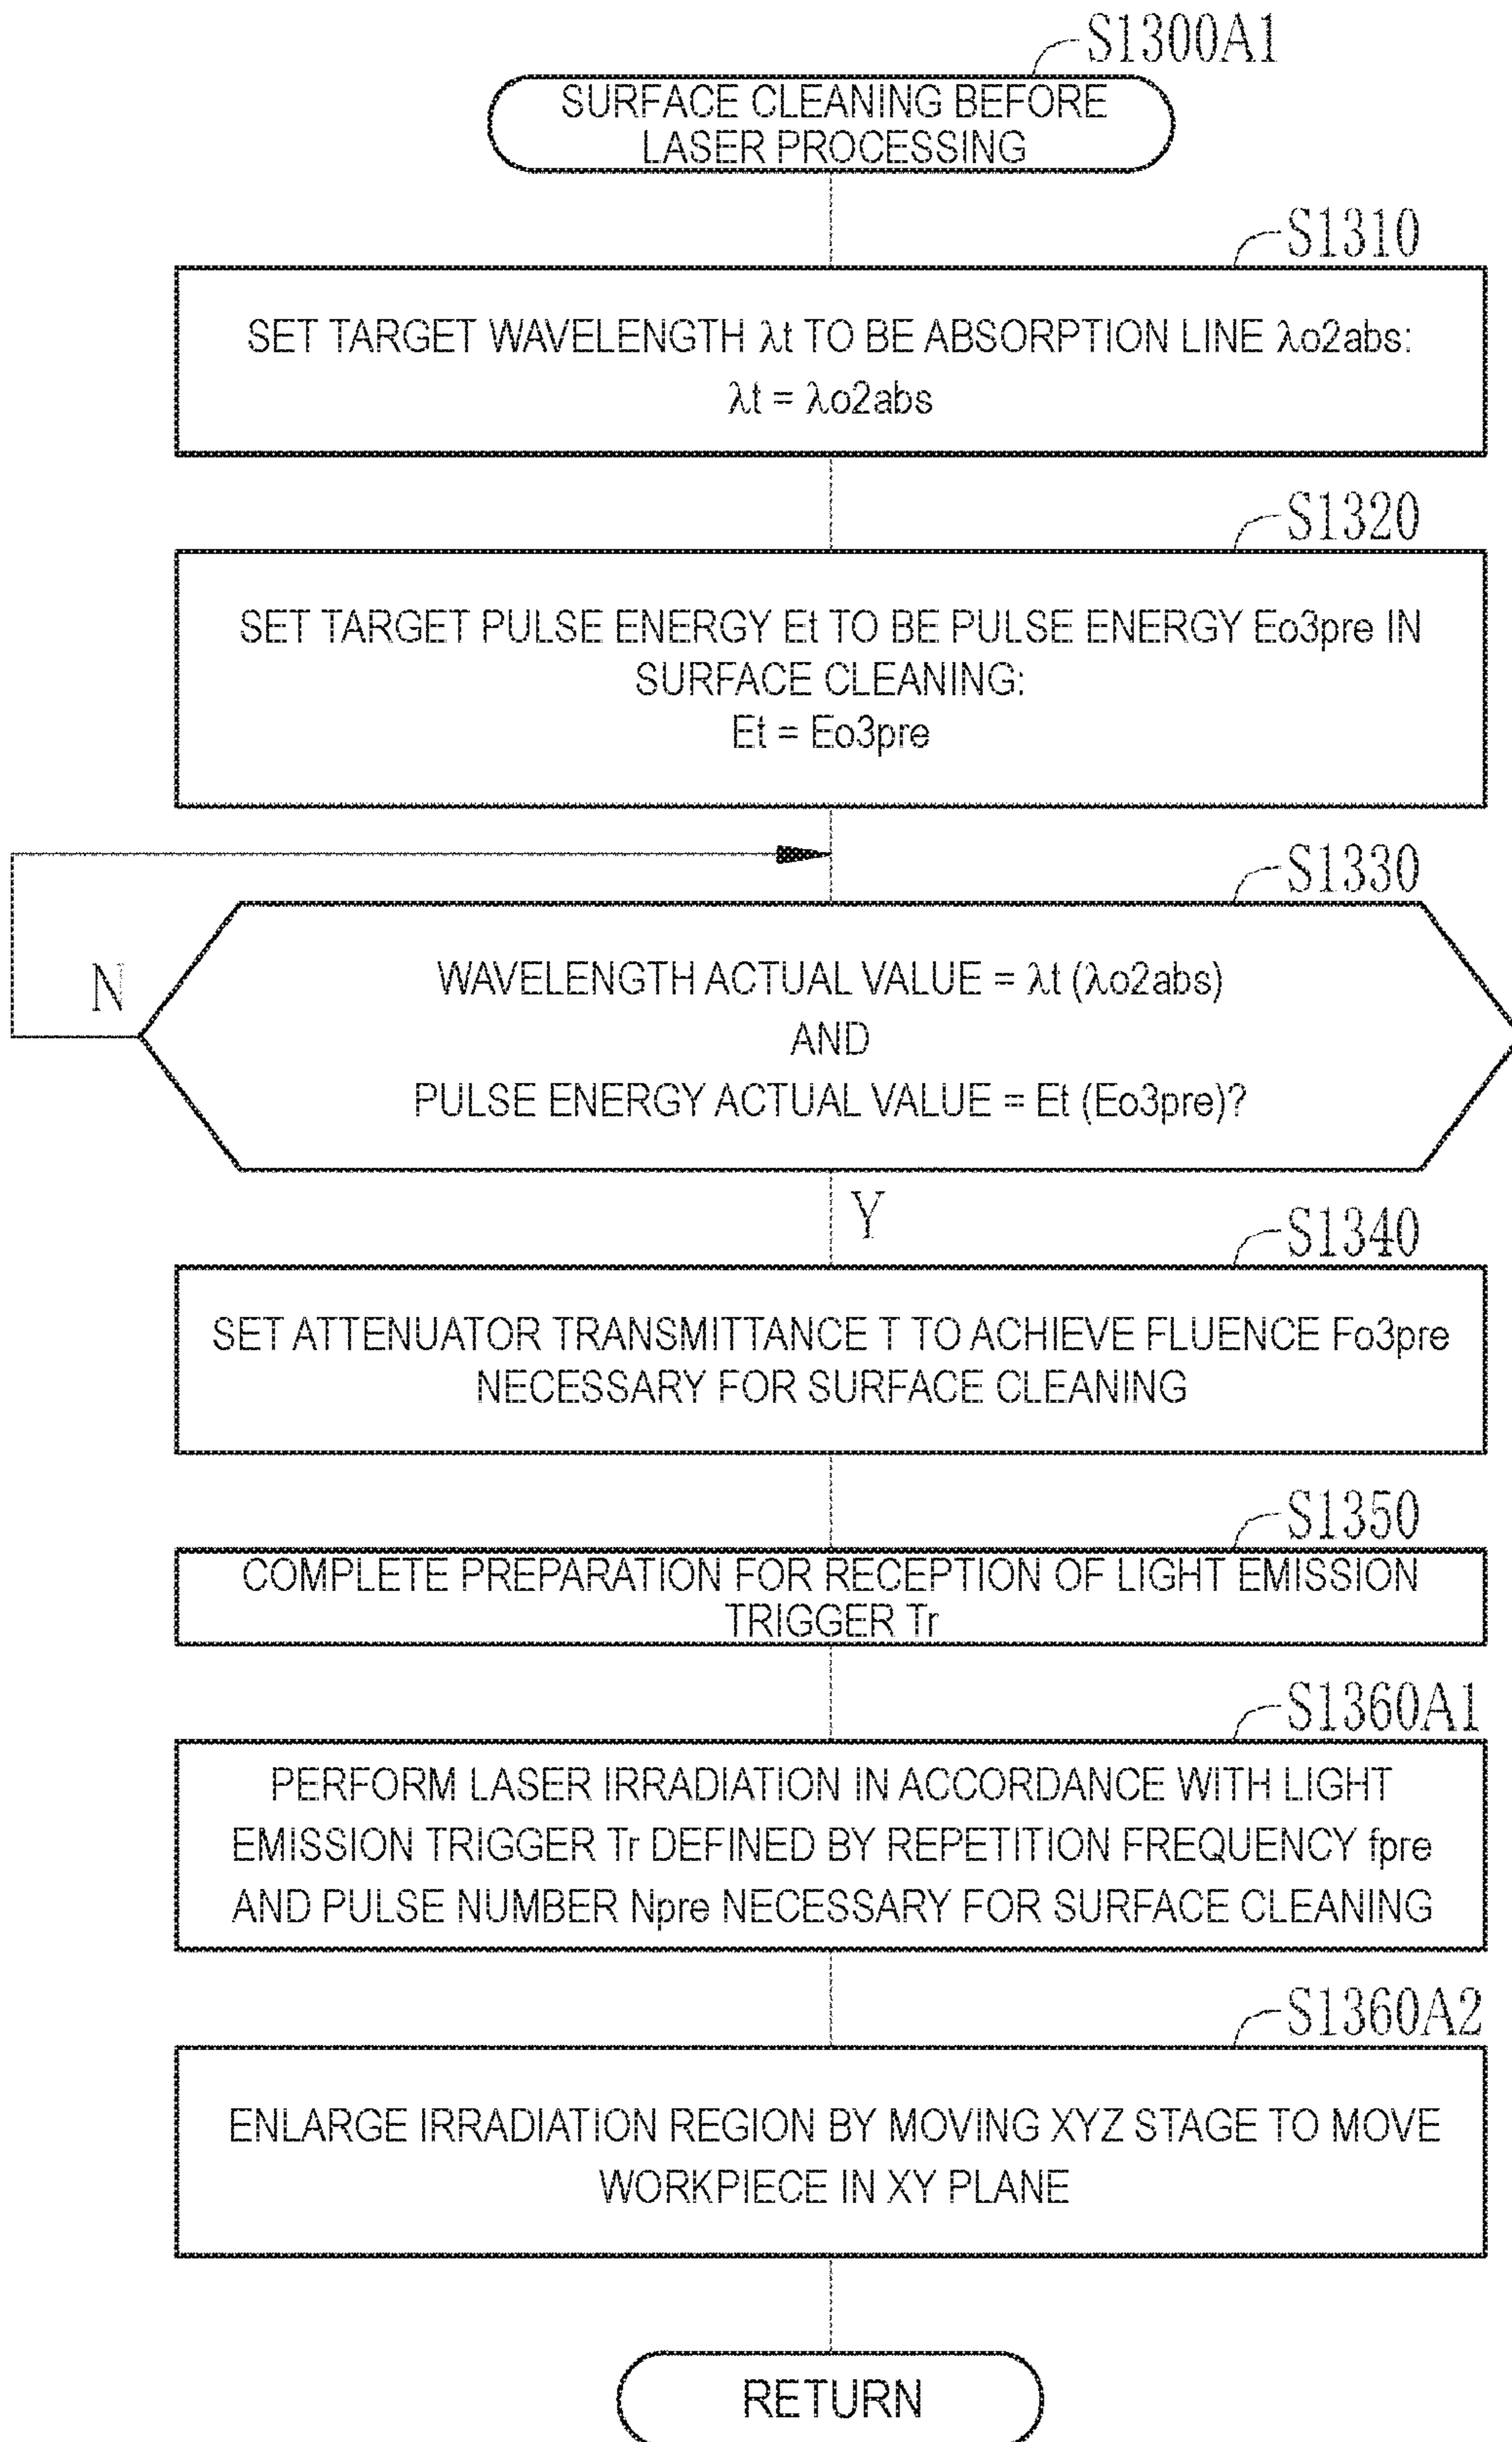 S1300A1
SURFACE CLEANING BEFORE
LASER PROCESSING
S1310
SET TARGET WAVELENGTH λt TO BE ABSORPTION LINE λo2abs:
λt = λo2abs
S1320
SET TARGET PULSE ENERGY Et TO BE PULSE ENERGY Eo3pre IN
SURFACE CLEANING:
Et = Eo3pre
S1330
WAVELENGTH ACTUAL VALUE = λt (λo2abs)
AND
PULSE ENERGY ACTUAL VALUE = Et (Eo3pre)?
N
Y
S1340
SET ATTENUATOR TRANSMITTANCE T TO ACHIEVE FLUENCE Fo3pre
NECESSARY FOR SURFACE CLEANING
S1350
COMPLETE PREPARATION FOR RECEPTION OF LIGHT EMISSION
TRIGGER Tr
S1360A1
PERFORM LASER IRRADIATION IN ACCORDANCE WITH LIGHT
EMISSION TRIGGER Tr DEFINED BY REPETITION FREQUENCY fpre
AND PULSE NUMBER Npre NECESSARY FOR SURFACE CLEANING
S1360A2
ENLARGE IRRADIATION REGION BY MOVING XYZ STAGE TO MOVE
WORKPIECE IN XY PLANE
RETURN